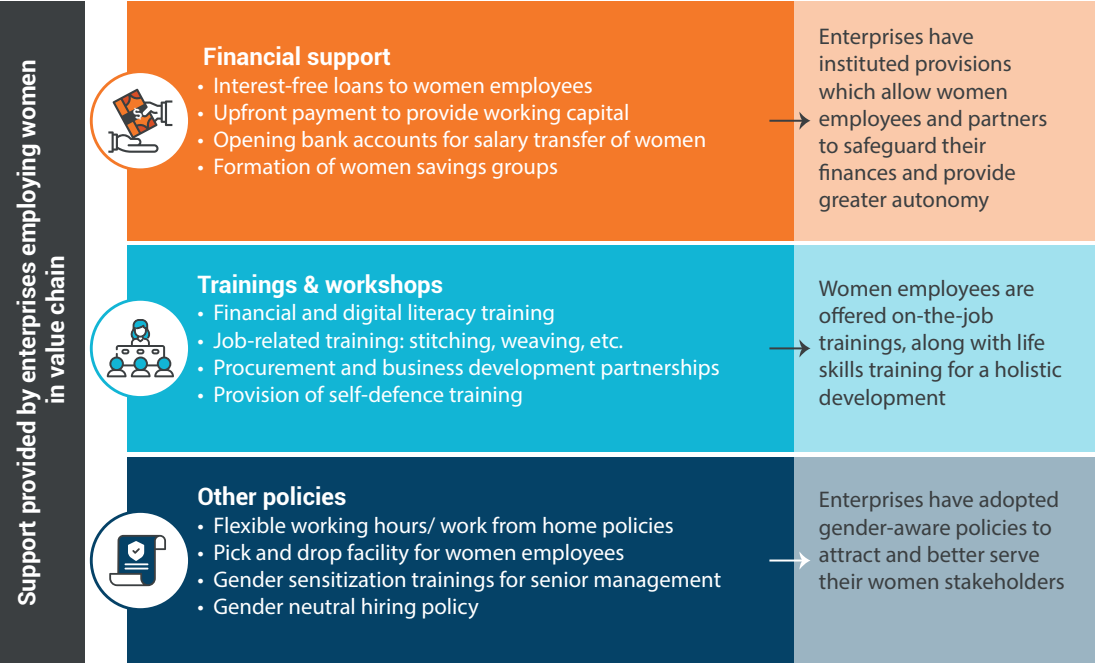 Support provided by enterprises employing women
in value chain
Financial support
• Interest-free loans to women employees
• Upfront payment to provide working capital
• Opening bank accounts for salary transfer of women
• Formation of women savings groups
Enterprises have
instituted provisions
which allow women
employees and partners
to safeguard their
finances and provide
greater autonomy
Trainings & workshops
• Financial and digital literacy training
• Job-related training: stitching, weaving, etc.
• Procurement and business development partnerships
• Provision of self-defence training
Women employees are
offered on-the-job
trainings, along with life
skills training for a holistic
development
Other policies
• Flexible working hours/ work from home policies
• Pick and drop facility for women employees
• Gender sensitization trainings for senior management
• Gender neutral hiring policy
Enterprises have adopted
gender-aware policies to
attract and better serve
their women stakeholders